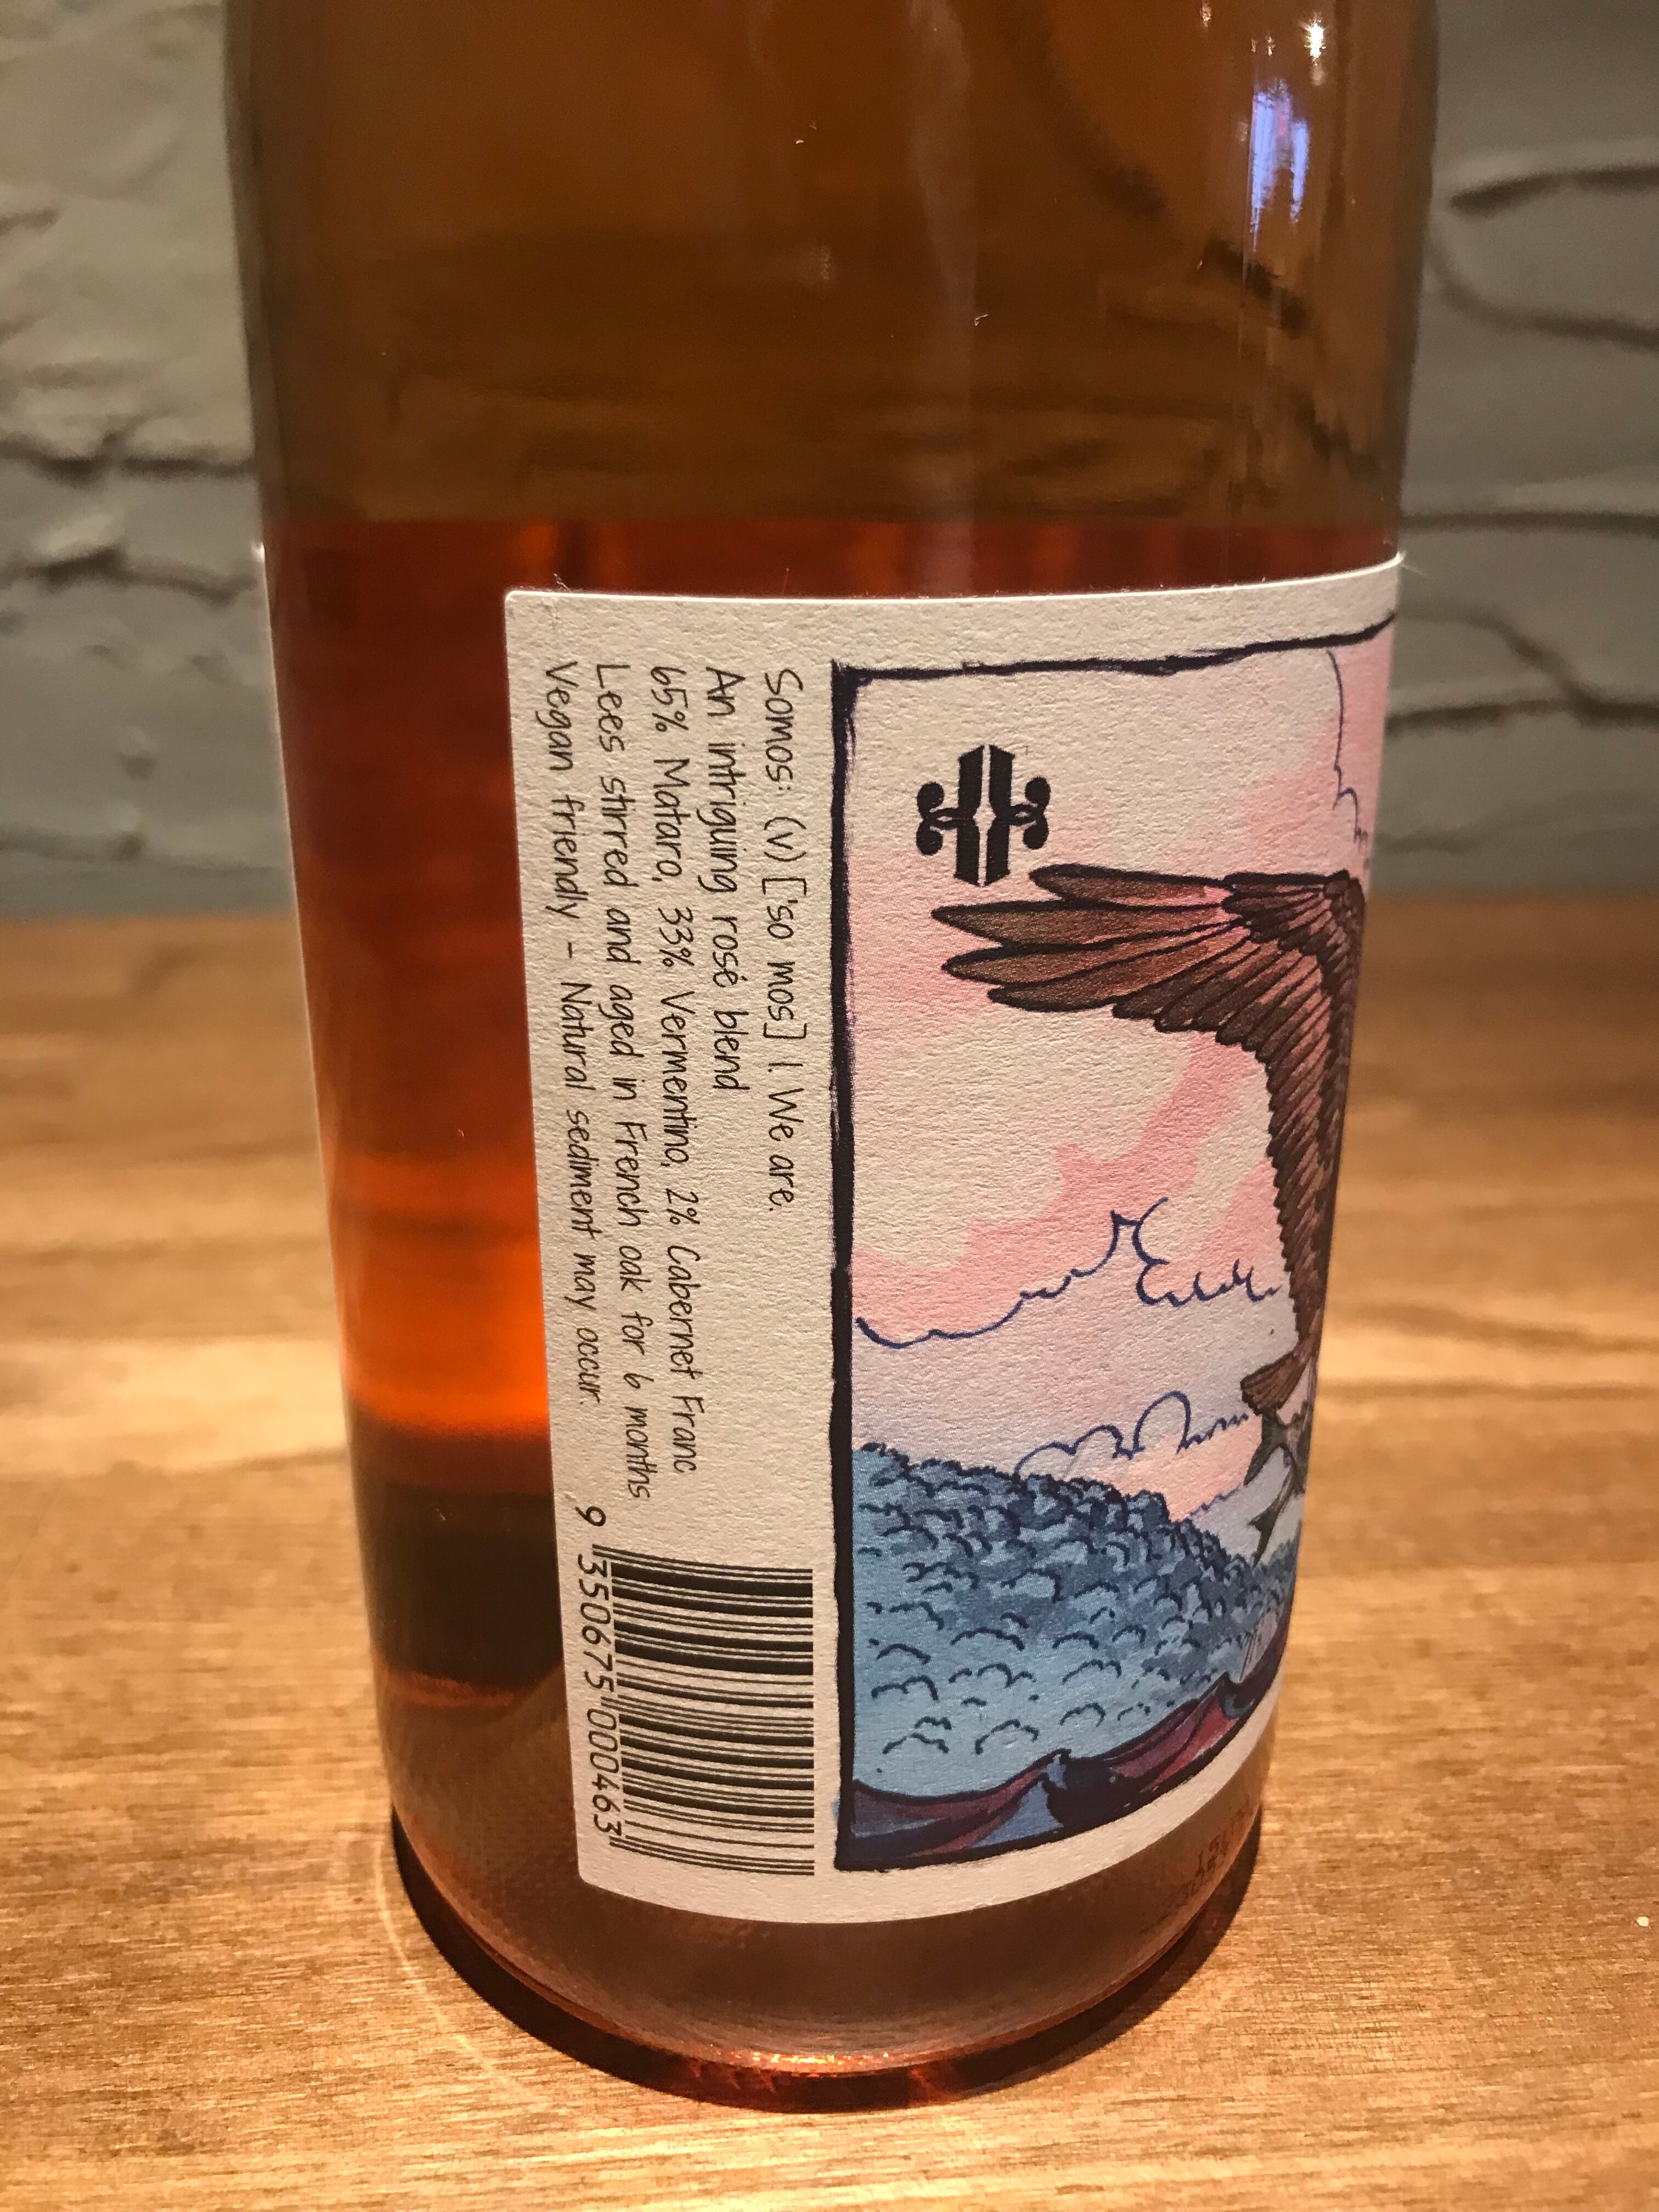 Somos: (v) ['so mos] 1. We are.
An intriguing rosé blend
65% Mataro, 33% Vermentino, 2% Cabernet Franc
Lees stirred and aged in French oak for 6 months
Vegan friendly - Natural sediment may occur.
9 350675 000463